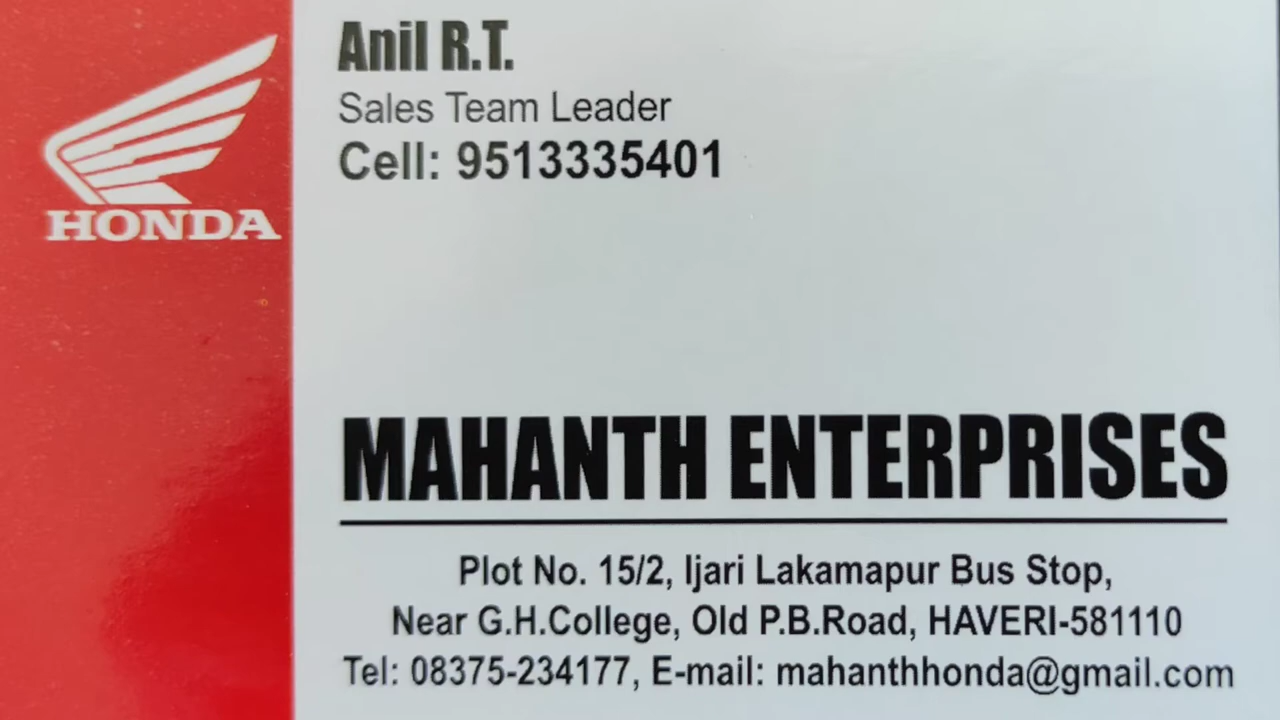 HONDA
Anil R.T.
Sales Team Leader
Cell: 9513335401
MAHANTH ENTERPRISES
Plot No. 15/2, Ijari Lakamapur Bus Stop,
Near G.H.College, Old P.B.Road, HAVERI-581110
Tel: 08375-234177, E-mail: mahanthhonda@gmail.com